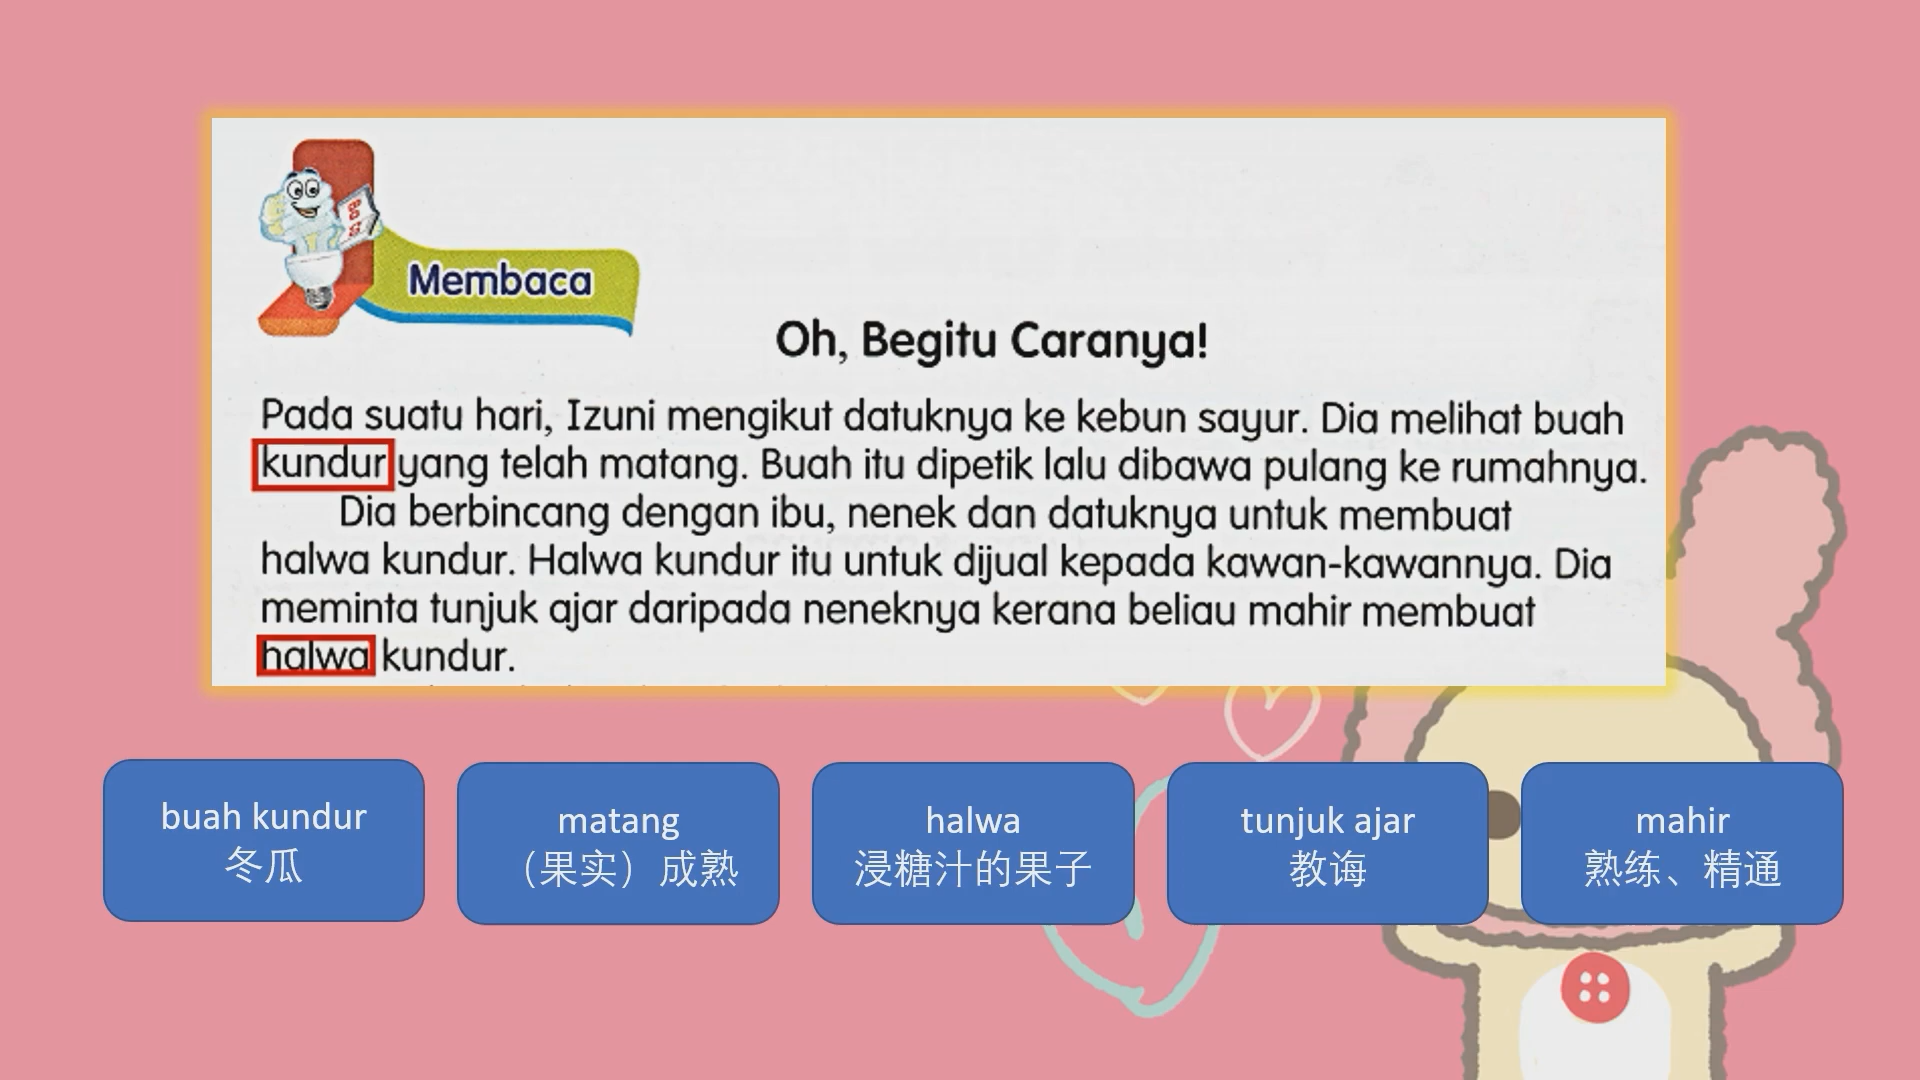 Membaca
Oh, Begitu Caranya!
Pada suatu hari, Izuni mengikut datuknya ke kebun sayur. Dia melihat buah
kundur yang telah matang. Buah itu dipetik lalu dibawa pulang ke rumahnya.
Dia berbincang dengan ibu, nenek dan datuknya untuk membuat
halwa kundur. Halwa kundur itu untuk dijual kepada kawan-kawannya. Dia
meminta tunjuk ajar daripada neneknya kerana beliau mahir membuat
halwa kundur.
buah kundur
冬瓜
matang
（果实）成熟
halwa
浸糖汁的果子
tunjuk ajar
教诲
mahir
熟练、精通